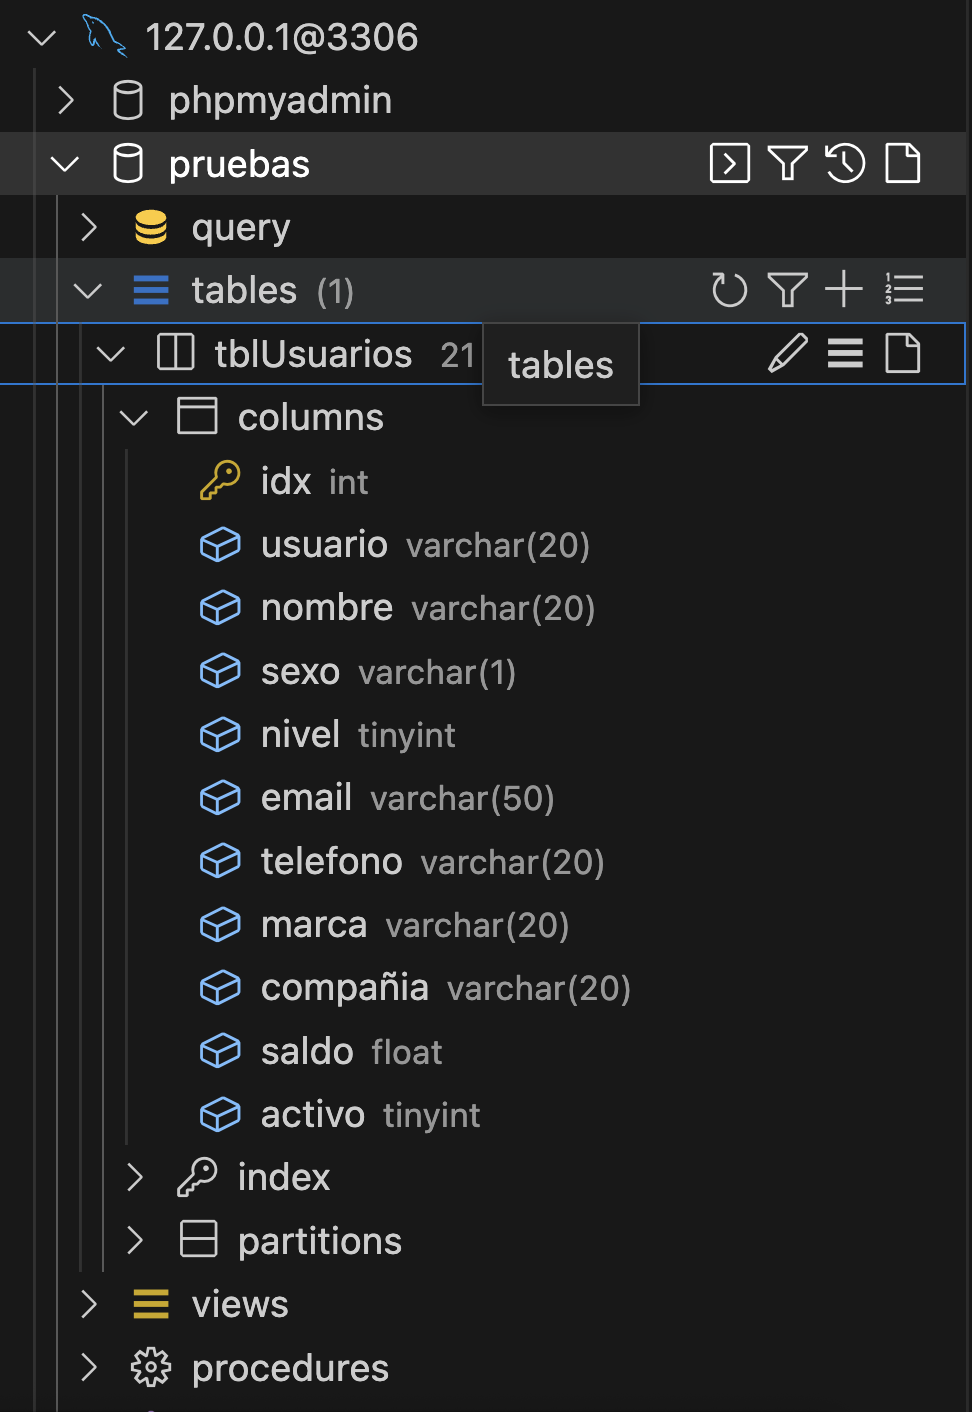 127.0.0.1@3306
phpmyadmin
pruebas
query
tables (1)
tblUsuarios 21
tables
columns
idx int
usuario varchar(20)
nombre varchar(20)
sexo varchar(1)
nivel tinyint
email varchar(50)
telefono varchar(20)
marca varchar(20)
compañia varchar(20)
saldo float
activo tinyint
index
partitions
views
procedures